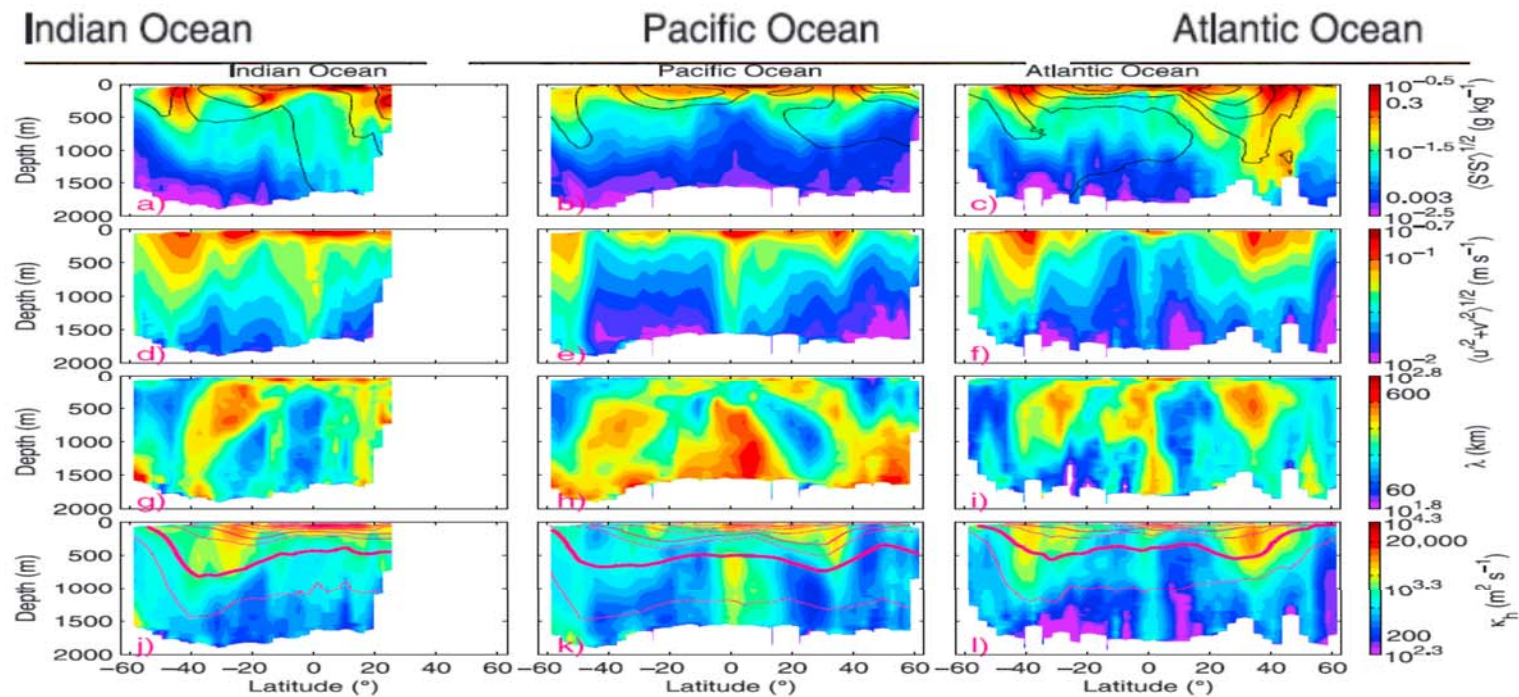 Indian Ocean Pacific Ocean Atlantic Ocean
Indian Ocean Pacific Ocean Atlantic Ocean
0
500
1000
1500
2000
Depth (m)
a) b) c)
10^-0.5
0.3
10^-1.5
0.003
10^-2.5
⟨S'S'⟩^1/2 (g kg^-1)
0
500
1000
1500
2000
Depth (m)
d) e) f)
10^-0.7
10^-1
10^-2
⟨u'^2+v'^2⟩^1/2 (m s^-1)
0
500
1000
1500
2000
Depth (m)
g) h) i)
10^2.8
600
60
10^1.8
λ (km)
0
500
1000
1500
2000
Depth (m)
j) k) l)
10^4.3
20,000
10^3.3
200
10^2.3
κ_h (m^2 s^-1)
-60 -40 -20 0 20 40 60 -60 -40 -20 0 20 40 60 -60 -40 -20 0 20 40 60
Latitude (°) Latitude (°) Latitude (°)